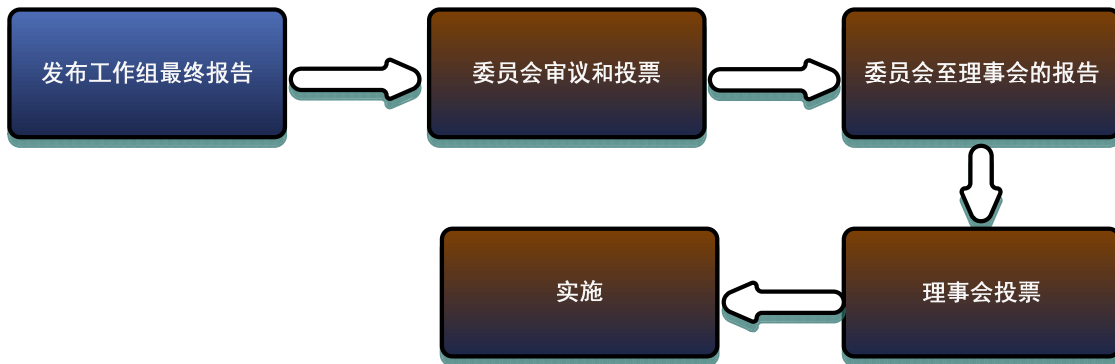 发布工作组最终报告
委员会审议和投票
委员会至理事会的报告
理事会投票
实施